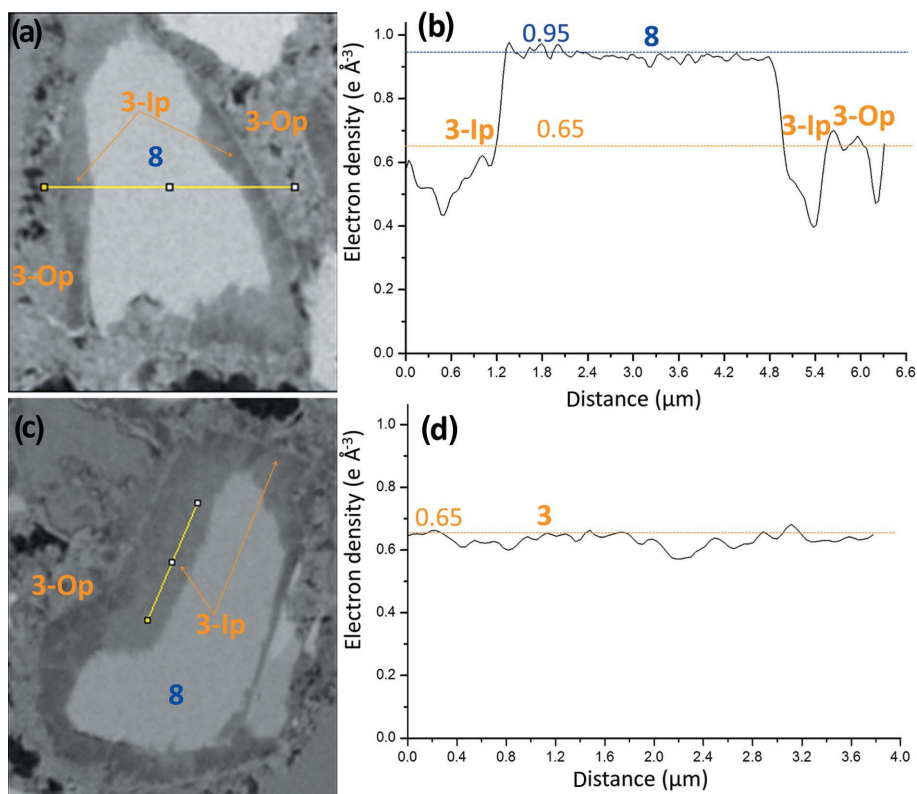 (a)
3-Ip
3-Op
8
3-Op
(b)
Electron density (e Å⁻³)
1.0
0.8
0.6
0.4
0.2
0.0
0.95
8
3-Ip
0.65
3-Ip
3-Op
0.0 0.6 1.2 1.8 2.4 3.0 3.6 4.2 4.8 5.4 6.0 6.6
Distance (μm)
(c)
3-Op
3-Ip
8
(d)
Electron density (e Å⁻³)
1.0
0.8
0.6
0.4
0.2
0.0
0.65
3
0.0 0.4 0.8 1.2 1.6 2.0 2.4 2.8 3.2 3.6 4.0
Distance (μm)